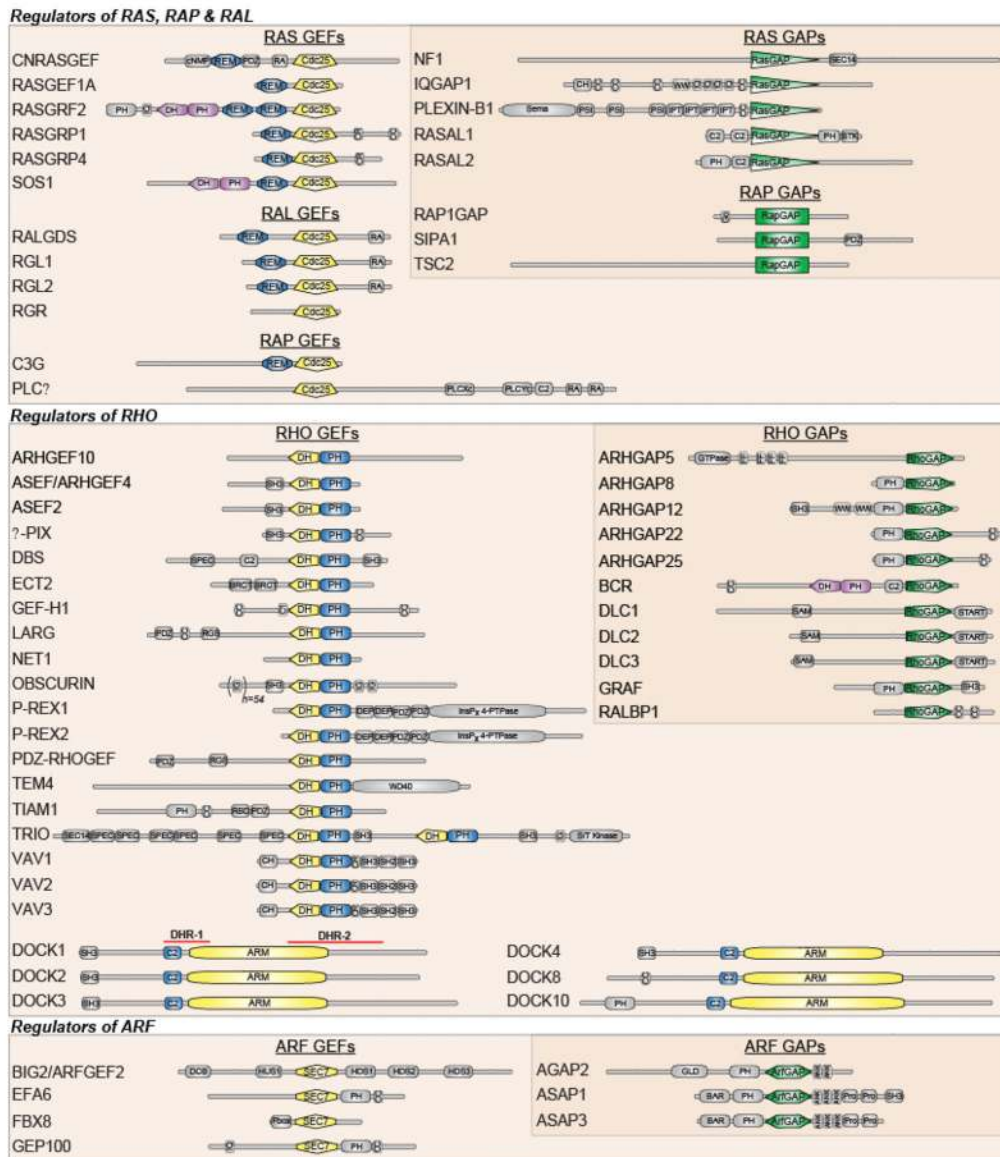 Regulators of RAS, RAP & RAL
RAS GEFs
CNRASGEF cNMP REM PDZ RA Cdc25
RASGEF1A REM Cdc25
RASGRF2 PH DH PH REM REM Cdc25
RASGRP1 REM Cdc25
RASGRP4 REM Cdc25
SOS1 DH PH REM Cdc25
RAL GEFs
RALGDS REM Cdc25 RA
RGL1 REM Cdc25 RA
RGL2 REM Cdc25 RA
RGR Cdc25
RAP GEFs
C3G REM Cdc25
PLC? Cdc25 PLCXc PLCYc C2 RA RA
RAS GAPs
NF1 RasGAP SEC14
IQGAP1 CH WW RasGAP
PLEXIN-B1 Sema PSI PSI PSI IPT IPT IPT IPT RasGAP
RASAL1 C2 C2 RasGAP PH BTK
RASAL2 PH C2 RasGAP
RAP GAPs
RAP1GAP RapGAP
SIPA1 RapGAP PDZ
TSC2 RapGAP
Regulators of RHO
RHO GEFs
ARHGEF10 DH PH
ASEF/ARHGEF4 SH3 DH PH
ASEF2 SH3 DH PH
?-PIX SH3 DH PH
DBS SPEC C2 DH PH SH3
ECT2 BRCT BRCT DH PH
GEF-H1 DH PH
LARG PDZ RGS DH PH
NET1 DH PH
OBSCURIN n=54 SH3 DH PH
P-REX1 DH PH DEP DEP PDZ PDZ InsPx 4-PTPase
P-REX2 DH PH DEP DEP PDZ PDZ InsPx 4-PTPase
PDZ-RHOGEF PDZ RGS DH PH
TEM4 DH PH WD40
TIAM1 PH RBD PDZ DH PH
TRIO SEC14 SPEC SPEC SPEC SPEC SPEC SPEC DH PH SH3 DH PH SH3 S/T Kinase
VAV1 CH DH PH SH3 SH2 SH3
VAV2 CH DH PH SH3 SH2 SH3
VAV3 CH DH PH SH3 SH2 SH3
RHO GAPs
ARHGAP5 GTPase RhoGAP
ARHGAP8 PH RhoGAP
ARHGAP12 SH3 WW WW PH RhoGAP
ARHGAP22 PH RhoGAP
ARHGAP25 PH RhoGAP
BCR DH PH C2 RhoGAP
DLC1 SAM RhoGAP START
DLC2 SAM RhoGAP START
DLC3 SAM RhoGAP START
GRAF PH RhoGAP SH3
RALBP1 RhoGAP
DHR-1 DHR-2
DOCK1 SH3 C2 ARM
DOCK2 SH3 C2 ARM
DOCK3 SH3 C2 ARM
DOCK4 SH3 C2 ARM
DOCK8 C2 ARM
DOCK10 PH C2 ARM
Regulators of ARF
ARF GEFs
BIG2/ARFGEF2 DCB HUS1 SEC7 HDS1 HDS2 HDS3
EFA6 SEC7 PH
FBX8 Fbox SEC7
GEP100 SEC7 PH
ARF GAPs
AGAP2 GLD PH ArfGAP
ASAP1 BAR PH ArfGAP Pro Pro SH3
ASAP3 BAR PH ArfGAP Pro Pro